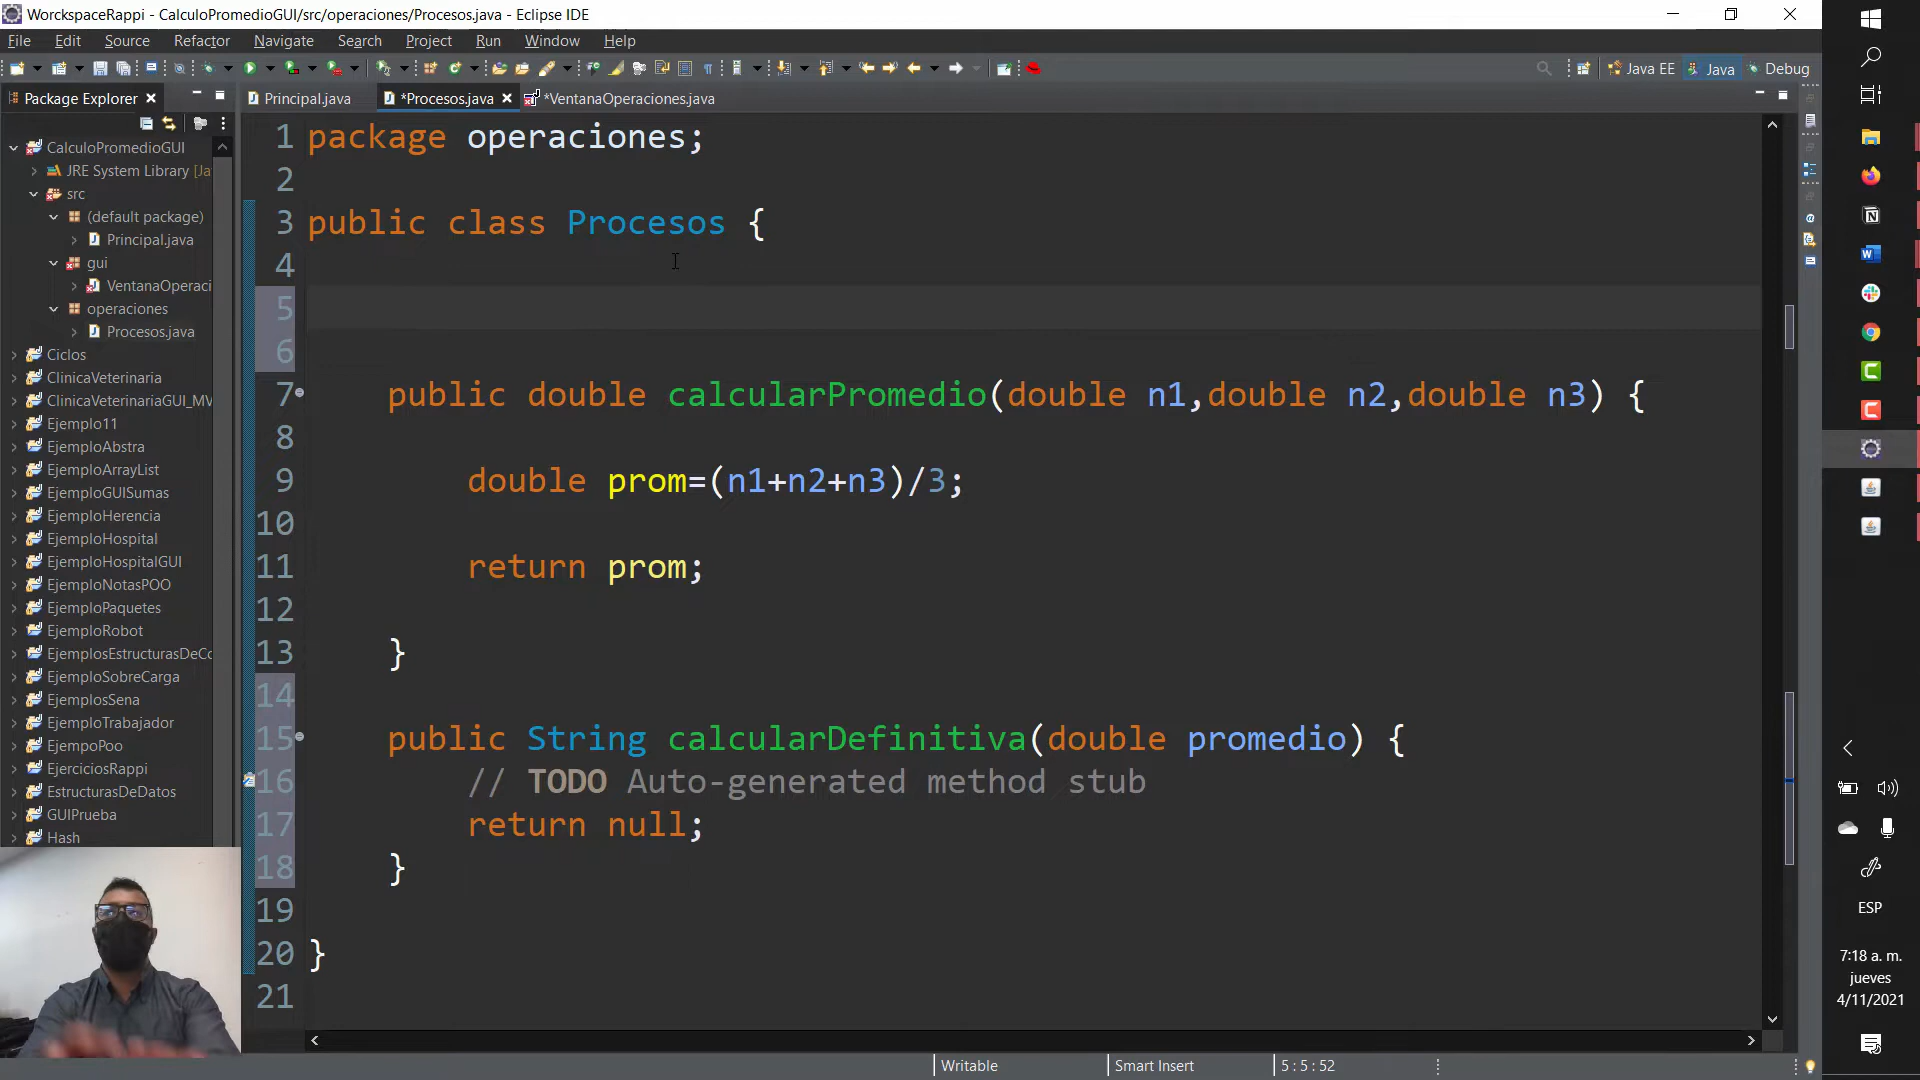 WorckspaceRappi - CalculoPromedioGUI/src/operaciones/Procesos.java - Eclipse IDE
File Edit Source Refactor Navigate Search Project Run Window Help
Java EE Java Debug
Package Explorer
Principal.java *Procesos.java *VentanaOperaciones.java
CalculoPromedioGUI
JRE System Library [Ja
src
(default package)
Principal.java
gui
VentanaOperaci
operaciones
Procesos.java
Ciclos
ClinicaVeterinaria
ClinicaVeterinariaGUI_MV
Ejemplo11
EjemploAbstra
EjemploArrayList
EjemploGUISumas
EjemploHerencia
EjemploHospital
EjemploHospitalGUI
EjemploNotasPOO
EjemploPaquetes
EjemploRobot
EjemplosEstructurasDeCo
EjemploSobreCarga
EjemplosSena
EjemploTrabajador
EjempoPoo
EjerciciosRappi
EstructurasDeDatos
GUIPrueba
Hash
1 package operaciones;
2
3 public class Procesos {
4
5
6
7 public double calcularPromedio(double n1,double n2,double n3) {
8
9 double prom=(n1+n2+n3)/3;
10
11 return prom;
12
13 }
14
15 public String calcularDefinitiva(double promedio) {
16 // TODO Auto-generated method stub
17 return null;
18 }
19
20 }
21
Writable Smart Insert 5 : 5 : 52
ESP
7:18 a. m.
jueves
4/11/2021